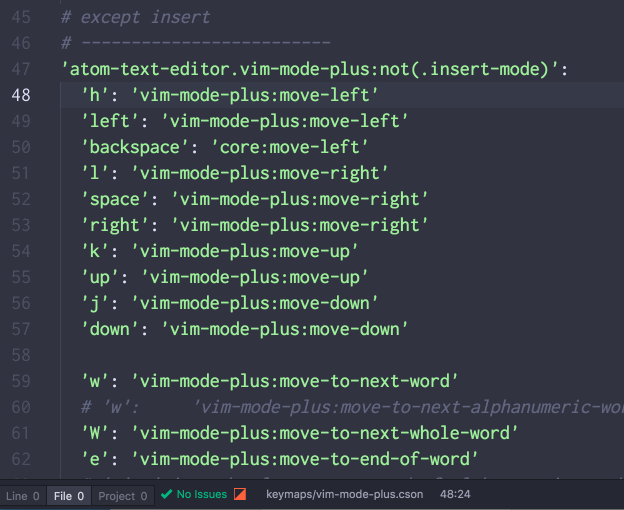 45 # except insert
46 # -------------------------
47 'atom-text-editor.vim-mode-plus:not(.insert-mode)':
48 'h': 'vim-mode-plus:move-left'
49 'left': 'vim-mode-plus:move-left'
50 'backspace': 'core:move-left'
51 'l': 'vim-mode-plus:move-right'
52 'space': 'vim-mode-plus:move-right'
53 'right': 'vim-mode-plus:move-right'
54 'k': 'vim-mode-plus:move-up'
55 'up': 'vim-mode-plus:move-up'
56 'j': 'vim-mode-plus:move-down'
57 'down': 'vim-mode-plus:move-down'
58
59 'w': 'vim-mode-plus:move-to-next-word'
60 # 'w': 'vim-mode-plus:move-to-next-alphanumeric-wo
61 'W': 'vim-mode-plus:move-to-next-whole-word'
62 'e': 'vim-mode-plus:move-to-end-of-word'
Line 0 File 0 Project 0 No Issues keymaps/vim-mode-plus.cson 48:24